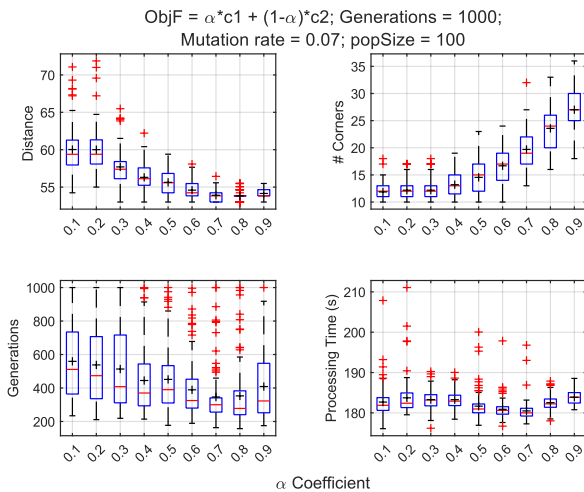 ObjF = α*c1 + (1-α)*c2; Generations = 1000;
Mutation rate = 0.07; popSize = 100
Distance
70
65
60
55
0.1 0.2 0.3 0.4 0.5 0.6 0.7 0.8 0.9
# Corners
35
30
25
20
15
10
0.1 0.2 0.3 0.4 0.5 0.6 0.7 0.8 0.9
Generations
1000
800
600
400
200
0.1 0.2 0.3 0.4 0.5 0.6 0.7 0.8 0.9
Processing Time (s)
210
200
190
180
0.1 0.2 0.3 0.4 0.5 0.6 0.7 0.8 0.9
α Coefficient